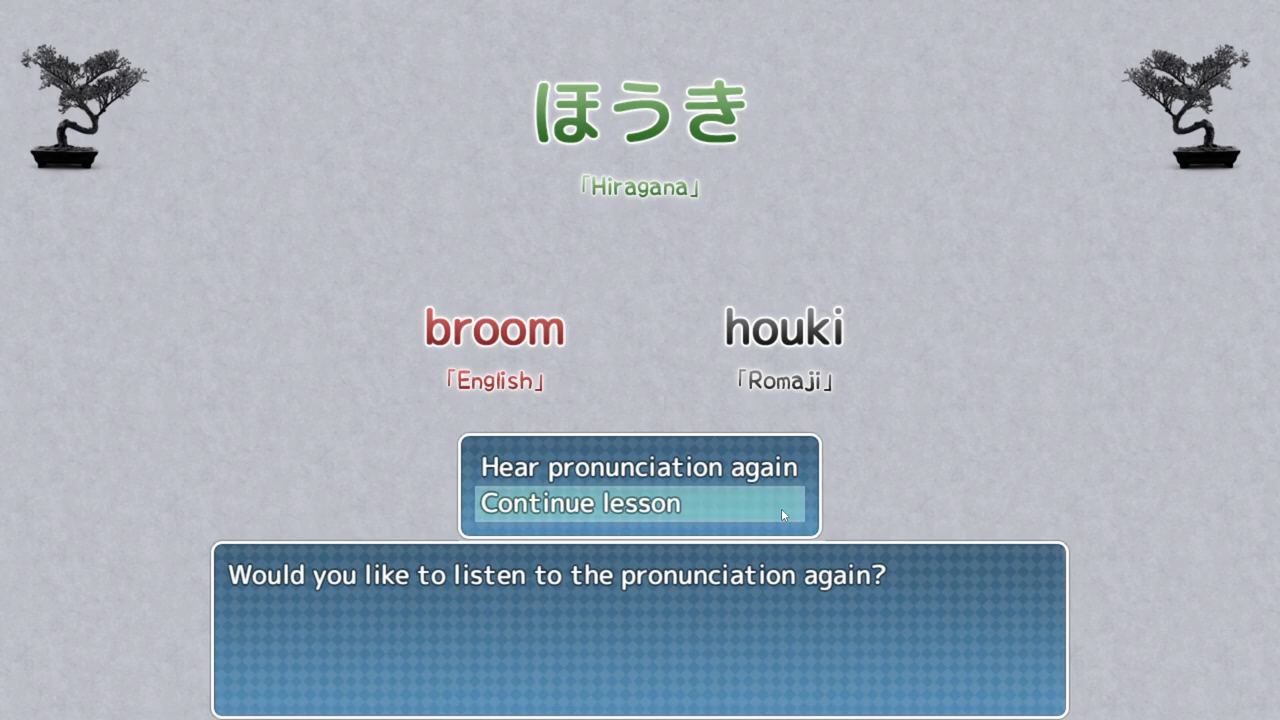 ほうき
「Hiragana」
broom houki
「English」 「Romaji」
Hear pronunciation again
Continue lesson
Would you like to listen to the pronunciation again?